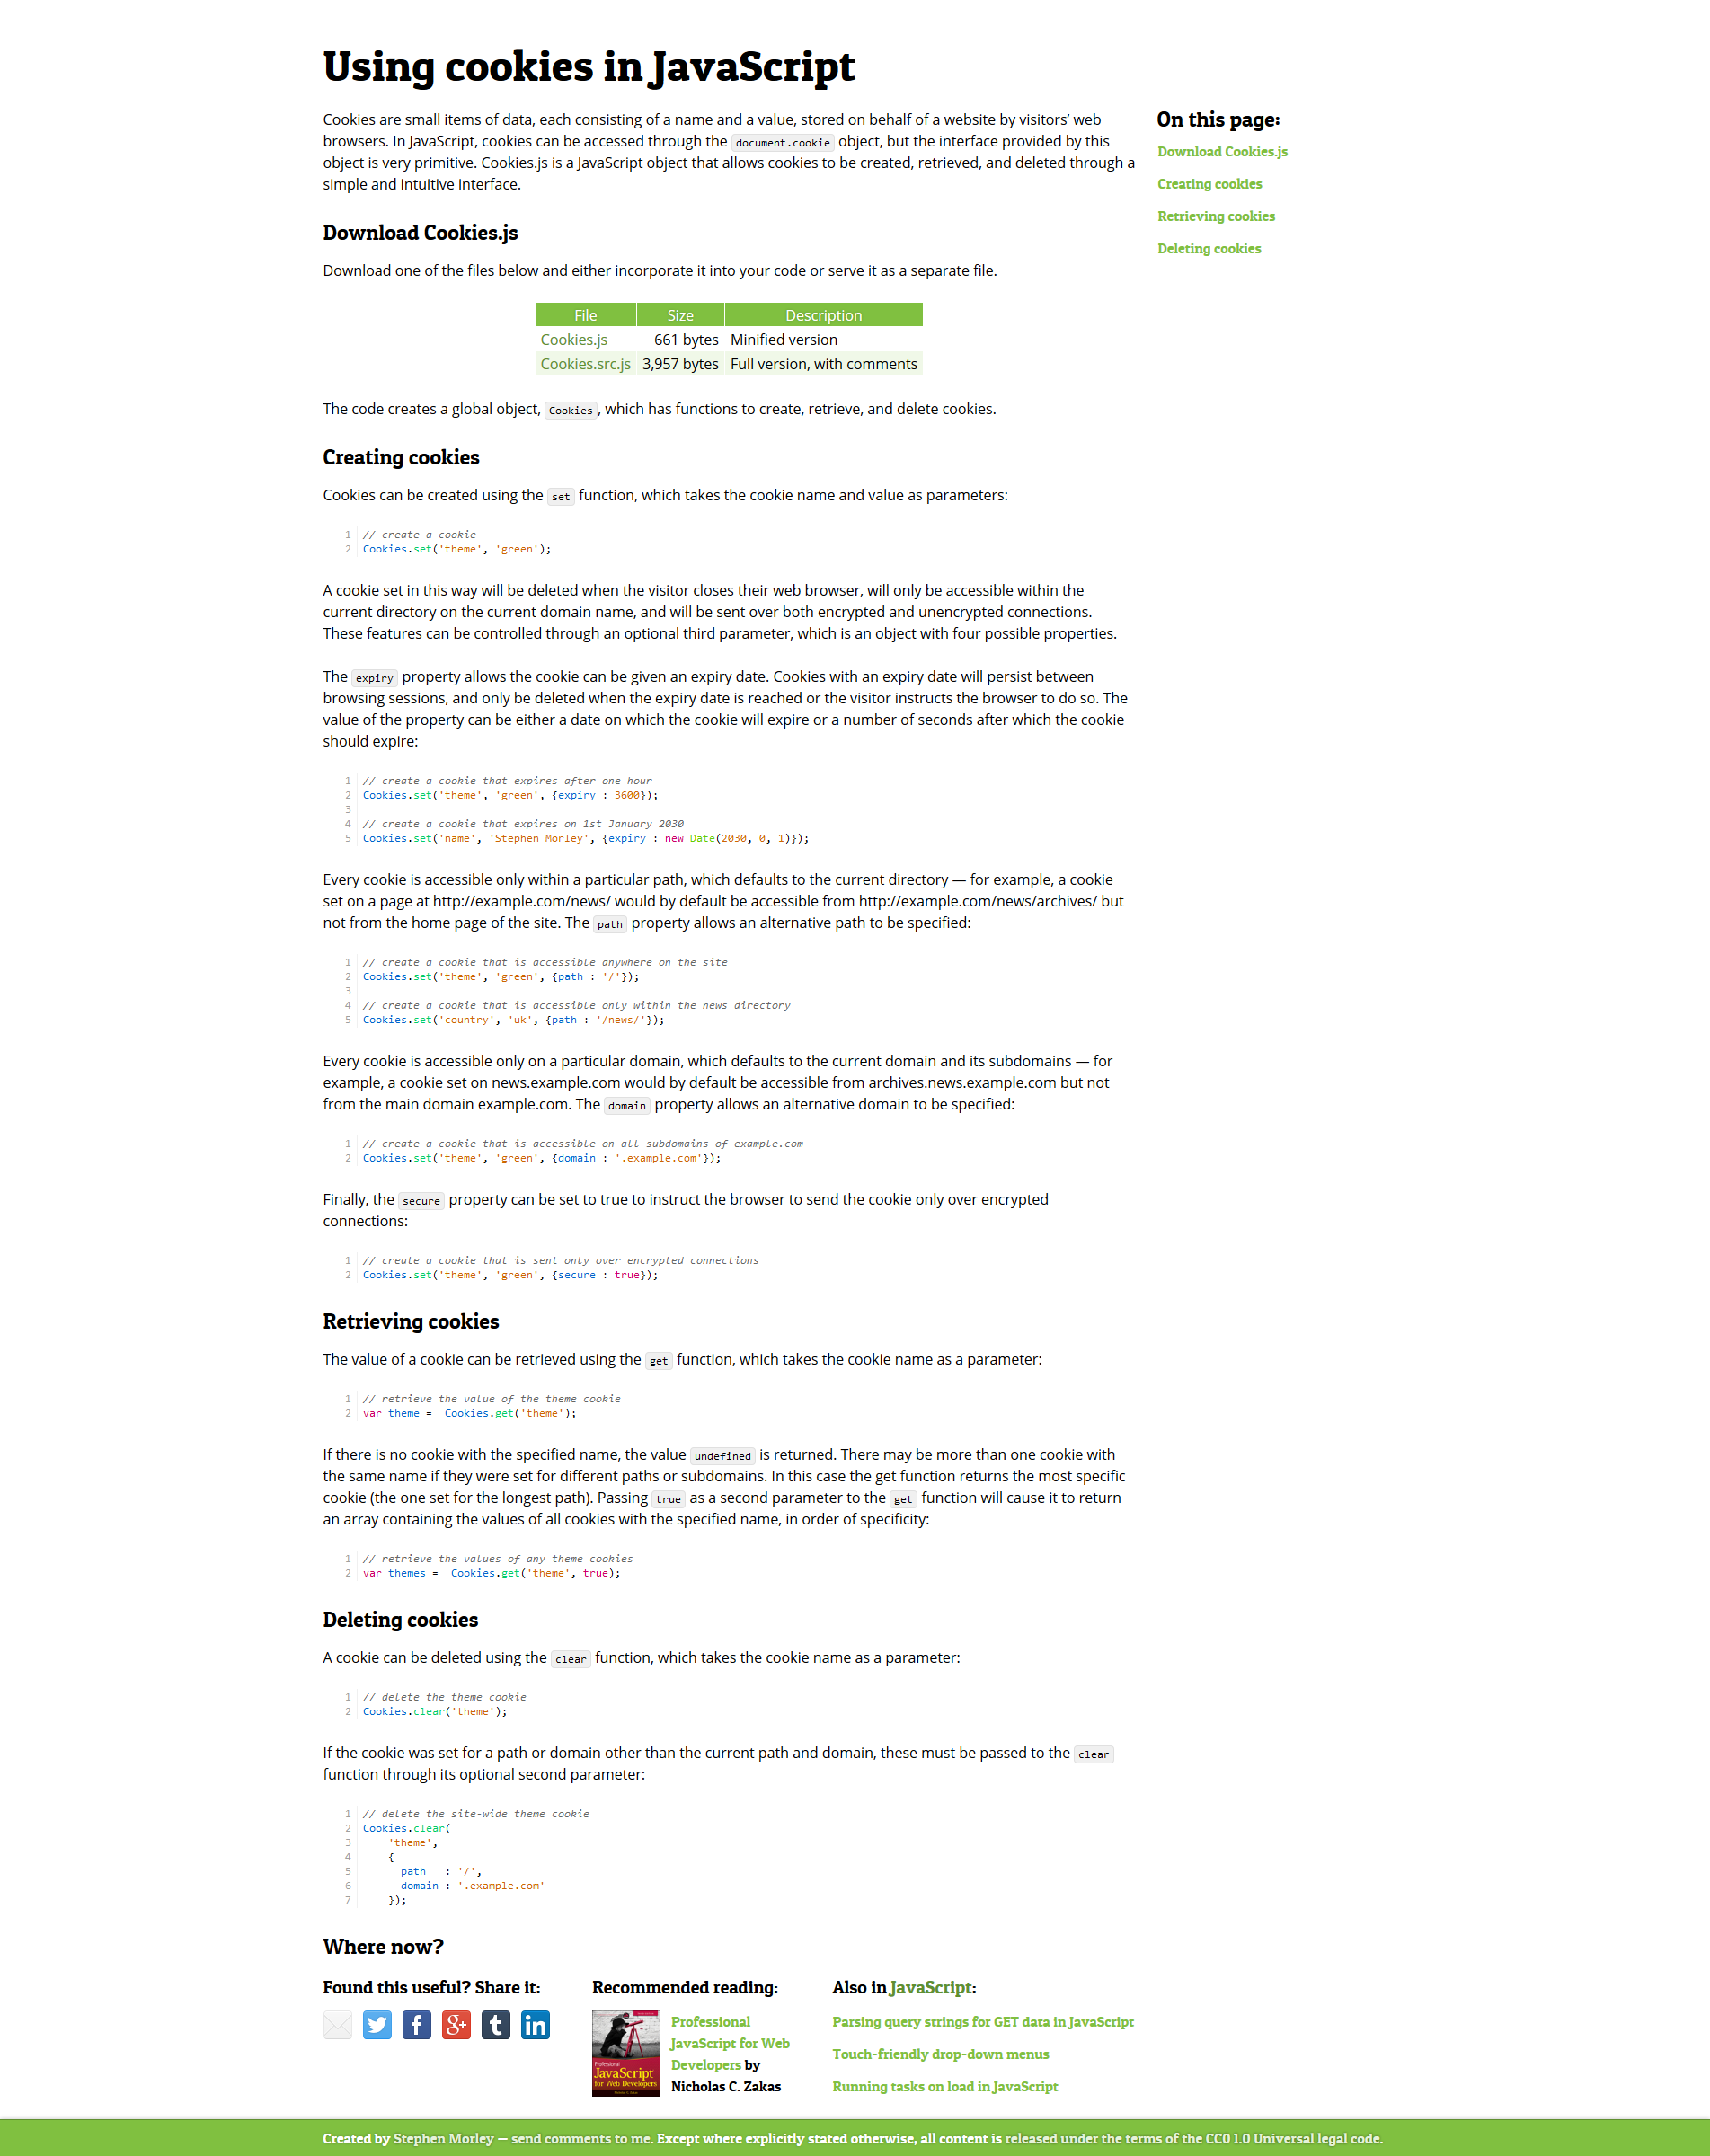 Using cookies in JavaScript
Cookies are small items of data, each consisting of a name and a value, stored on behalf of a website by visitors’ web
browsers. In JavaScript, cookies can be accessed through the document.cookie object, but the interface provided by this
object is very primitive. Cookies.js is a JavaScript object that allows cookies to be created, retrieved, and deleted through a
simple and intuitive interface.
On this page:
Download Cookies.js
Creating cookies
Retrieving cookies
Deleting cookies
Download Cookies.js
Download one of the files below and either incorporate it into your code or serve it as a separate file.
File Size Description
Cookies.js 661 bytes Minified version
Cookies.src.js 3,957 bytes Full version, with comments
The code creates a global object, Cookies, which has functions to create, retrieve, and delete cookies.
Creating cookies
Cookies can be created using the set function, which takes the cookie name and value as parameters:
1 // create a cookie
2 Cookies.set('theme', 'green');
A cookie set in this way will be deleted when the visitor closes their web browser, will only be accessible within the
current directory on the current domain name, and will be sent over both encrypted and unencrypted connections.
These features can be controlled through an optional third parameter, which is an object with four possible properties.
The expiry property allows the cookie can be given an expiry date. Cookies with an expiry date will persist between
browsing sessions, and only be deleted when the expiry date is reached or the visitor instructs the browser to do so. The
value of the property can be either a date on which the cookie will expire or a number of seconds after which the cookie
should expire:
1 // create a cookie that expires after one hour
2 Cookies.set('theme', 'green', {expiry : 3600});
3
4 // create a cookie that expires on 1st January 2030
5 Cookies.set('name', 'Stephen Morley', {expiry : new Date(2030, 0, 1)});
Every cookie is accessible only within a particular path, which defaults to the current directory — for example, a cookie
set on a page at http://example.com/news/ would by default be accessible from http://example.com/news/archives/ but
not from the home page of the site. The path property allows an alternative path to be specified:
1 // create a cookie that is accessible anywhere on the site
2 Cookies.set('theme', 'green', {path : '/'});
3
4 // create a cookie that is accessible only within the news directory
5 Cookies.set('country', 'uk', {path : '/news/'});
Every cookie is accessible only on a particular domain, which defaults to the current domain and its subdomains — for
example, a cookie set on news.example.com would by default be accessible from archives.news.example.com but not
from the main domain example.com. The domain property allows an alternative domain to be specified:
1 // create a cookie that is accessible on all subdomains of example.com
2 Cookies.set('theme', 'green', {domain : '.example.com'});
Finally, the secure property can be set to true to instruct the browser to send the cookie only over encrypted
connections:
1 // create a cookie that is sent only over encrypted connections
2 Cookies.set('theme', 'green', {secure : true});
Retrieving cookies
The value of a cookie can be retrieved using the get function, which takes the cookie name as a parameter:
1 // retrieve the value of the theme cookie
2 var theme =  Cookies.get('theme');
If there is no cookie with the specified name, the value undefined is returned. There may be more than one cookie with
the same name if they were set for different paths or subdomains. In this case the get function returns the most specific
cookie (the one set for the longest path). Passing true as a second parameter to the get function will cause it to return
an array containing the values of all cookies with the specified name, in order of specificity:
1 // retrieve the values of any theme cookies
2 var themes =  Cookies.get('theme', true);
Deleting cookies
A cookie can be deleted using the clear function, which takes the cookie name as a parameter:
1 // delete the theme cookie
2 Cookies.clear('theme');
If the cookie was set for a path or domain other than the current path and domain, these must be passed to the clear
function through its optional second parameter:
1 // delete the site-wide theme cookie
2 Cookies.clear(
3 'theme',
4 {
5 path   : '/',
6 domain : '.example.com'
7 });
Where now?
Found this useful? Share it:
g+ t in
Recommended reading:
Professional
JavaScript
for Web Developers
Professional
JavaScript for Web
Developers by
Nicholas C. Zakas
Also in JavaScript:
Parsing query strings for GET data in JavaScript
Touch-friendly drop-down menus
Running tasks on load in JavaScript
Created by Stephen Morley — send comments to me. Except where explicitly stated otherwise, all content is released under the terms of the CC0 1.0 Universal legal code.